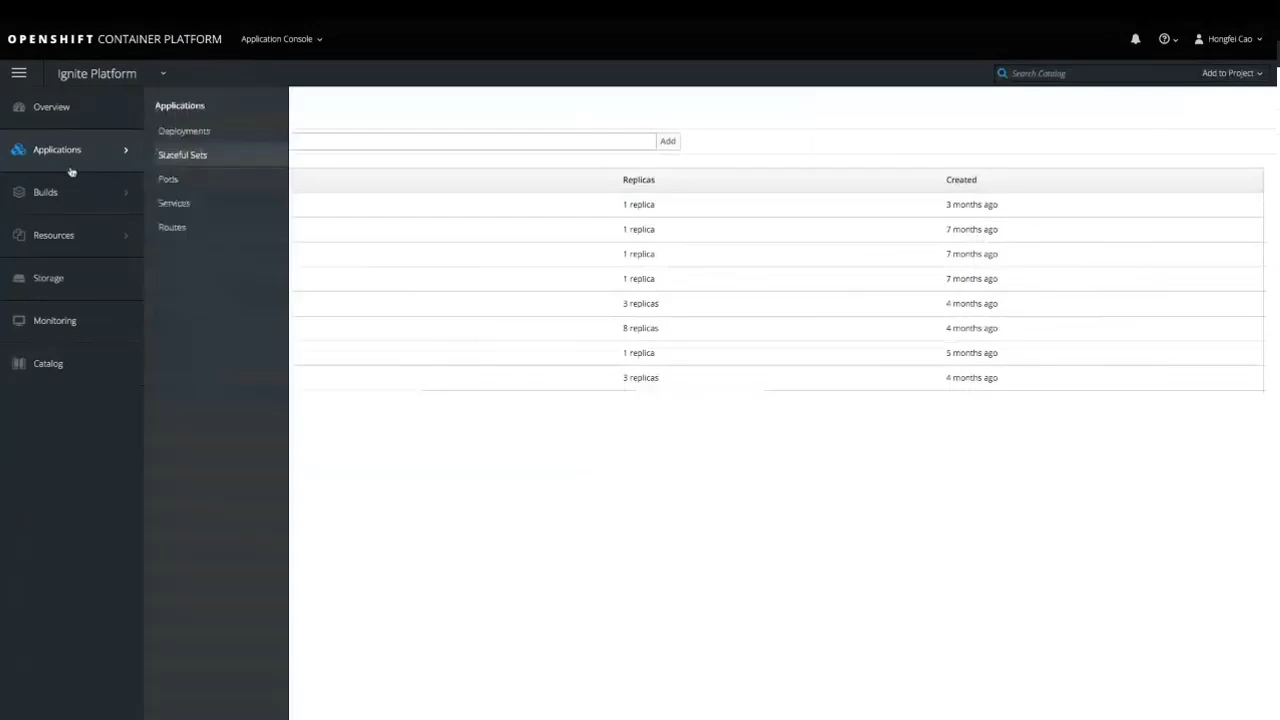 OPENSHIFT CONTAINER PLATFORM Application Console Hongfei Cao
Ignite Platform Search Catalog Add to Project
Overview
Applications
Builds
Resources
Storage
Monitoring
Catalog
Applications
Deployments
Stateful Sets
Pods
Services
Routes
Add
Replicas Created
1 replica 3 months ago
1 replica 7 months ago
1 replica 7 months ago
1 replica 7 months ago
3 replicas 4 months ago
8 replicas 4 months ago
1 replica 5 months ago
3 replicas 4 months ago